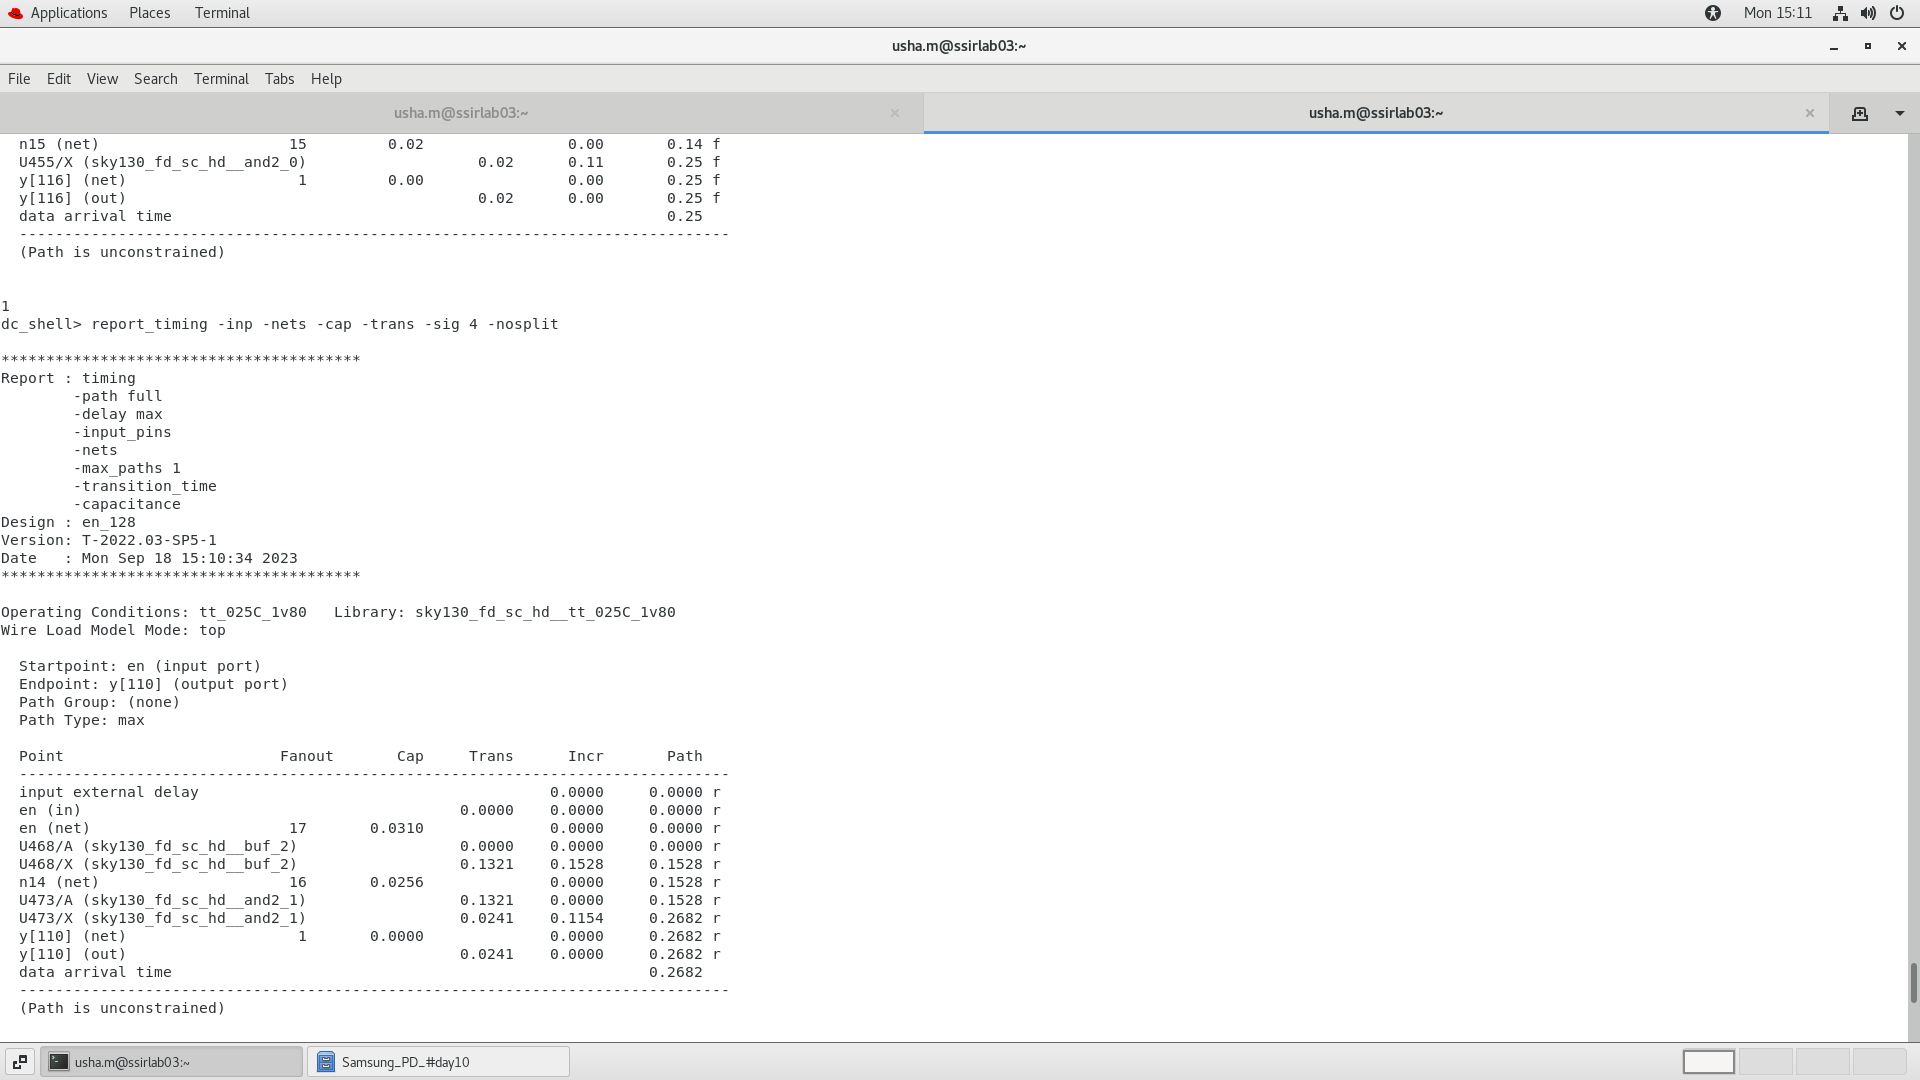 Applications Places Terminal Mon 15:11
usha.m@ssirlab03:~
File Edit View Search Terminal Tabs Help
usha.m@ssirlab03:~ × usha.m@ssirlab03:~ ×
  n15 (net)                     15         0.02                0.00       0.14 f
  U455/X (sky130_fd_sc_hd__and2_0)                   0.02      0.11       0.25 f
  y[116] (net)                   1         0.00                0.00       0.25 f
  y[116] (out)                                       0.02      0.00       0.25 f
  data arrival time                                                       0.25
  -------------------------------------------------------------------------------
  (Path is unconstrained)
1
dc_shell> report_timing -inp -nets -cap -trans -sig 4 -nosplit
****************************************
Report : timing
        -path full
        -delay max
        -input_pins
        -nets
        -max_paths 1
        -transition_time
        -capacitance
Design : en_128
Version: T-2022.03-SP5-1
Date   : Mon Sep 18 15:10:34 2023
****************************************
Operating Conditions: tt_025C_1v80   Library: sky130_fd_sc_hd__tt_025C_1v80
Wire Load Model Mode: top
  Startpoint: en (input port)
  Endpoint: y[110] (output port)
  Path Group: (none)
  Path Type: max
  Point                        Fanout       Cap     Trans      Incr       Path
  -------------------------------------------------------------------------------
  input external delay                                       0.0000     0.0000 r
  en (in)                                          0.0000    0.0000     0.0000 r
  en (net)                      17       0.0310              0.0000     0.0000 r
  U468/A (sky130_fd_sc_hd__buf_2)                  0.0000    0.0000     0.0000 r
  U468/X (sky130_fd_sc_hd__buf_2)                  0.1321    0.1528     0.1528 r
  n14 (net)                     16       0.0256              0.0000     0.1528 r
  U473/A (sky130_fd_sc_hd__and2_1)                 0.1321    0.0000     0.1528 r
  U473/X (sky130_fd_sc_hd__and2_1)                 0.0241    0.1154     0.2682 r
  y[110] (net)                   1       0.0000              0.0000     0.2682 r
  y[110] (out)                                     0.0241    0.0000     0.2682 r
  data arrival time                                                     0.2682
  -------------------------------------------------------------------------------
  (Path is unconstrained)
usha.m@ssirlab03:~ Samsung_PD_#day10